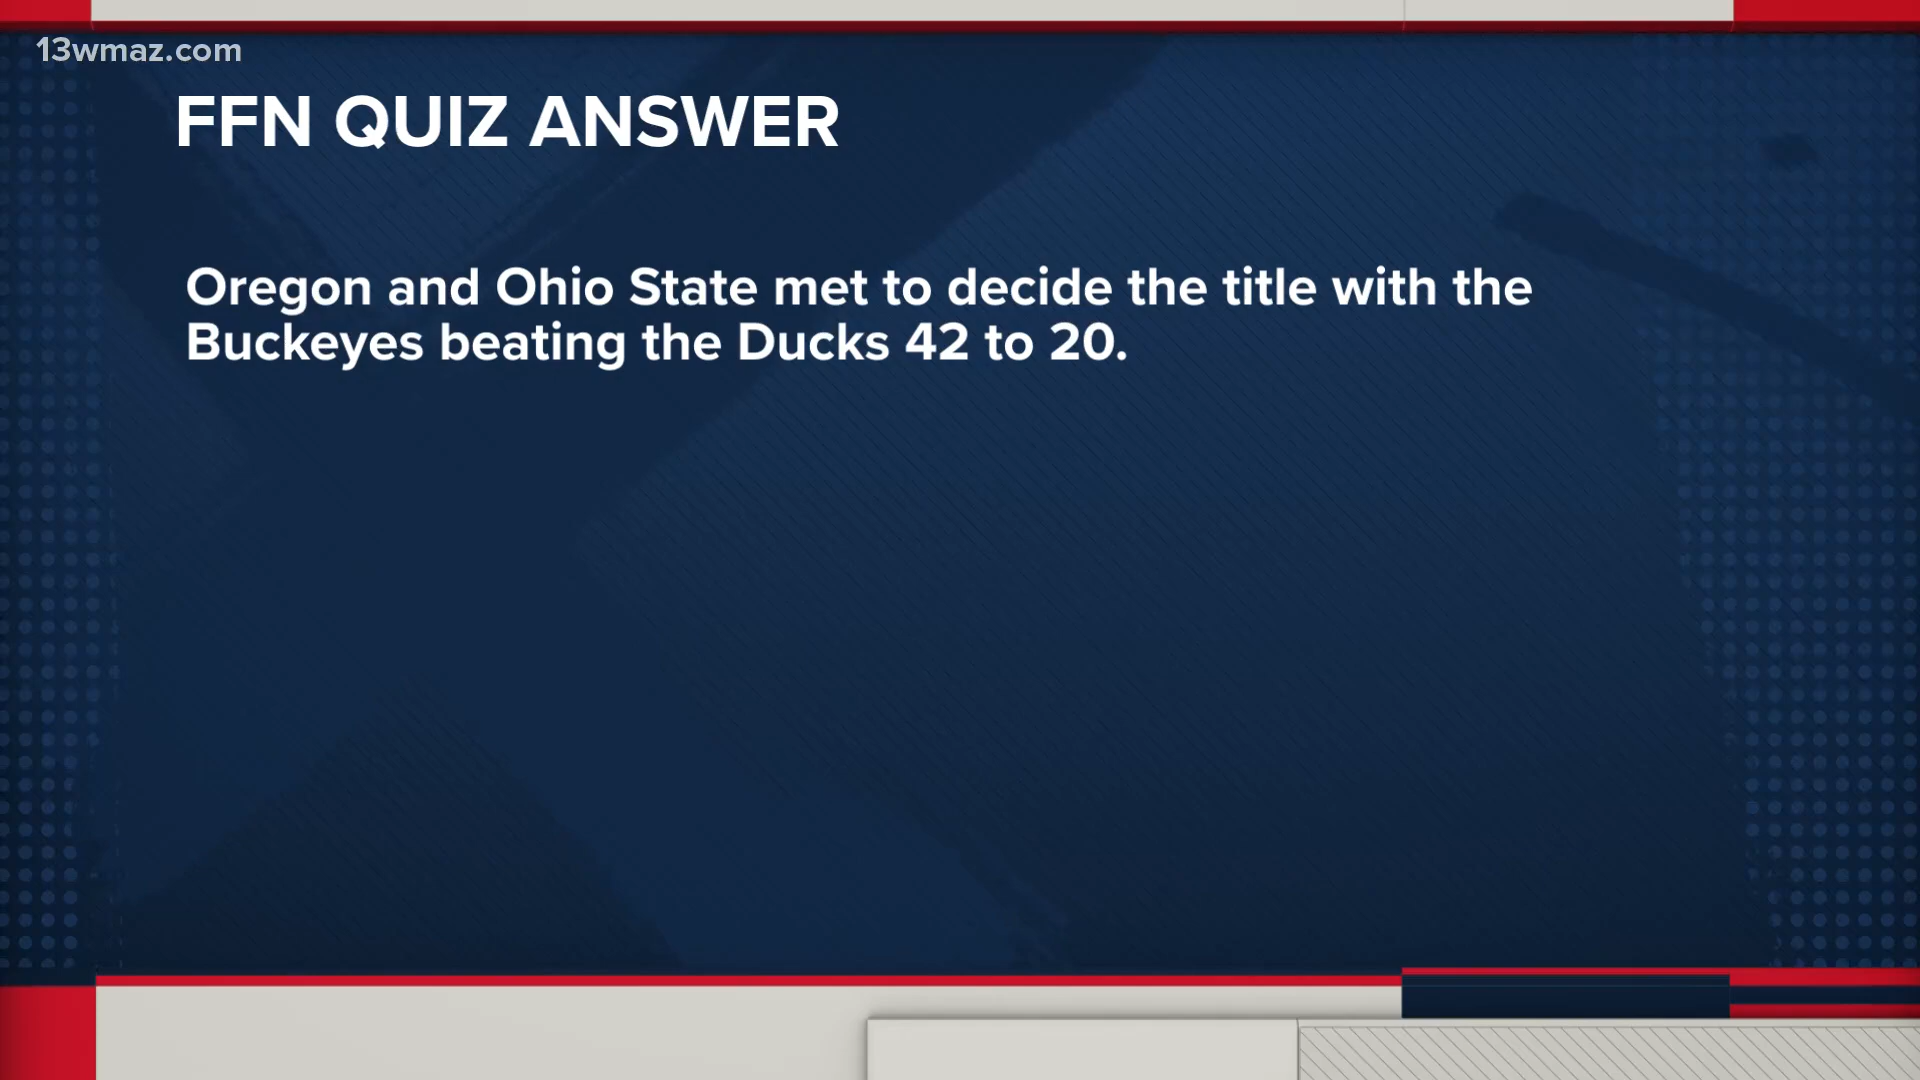 13wmaz.com
FFN QUIZ ANSWER
Oregon and Ohio State met to decide the title with the
Buckeyes beating the Ducks 42 to 20.